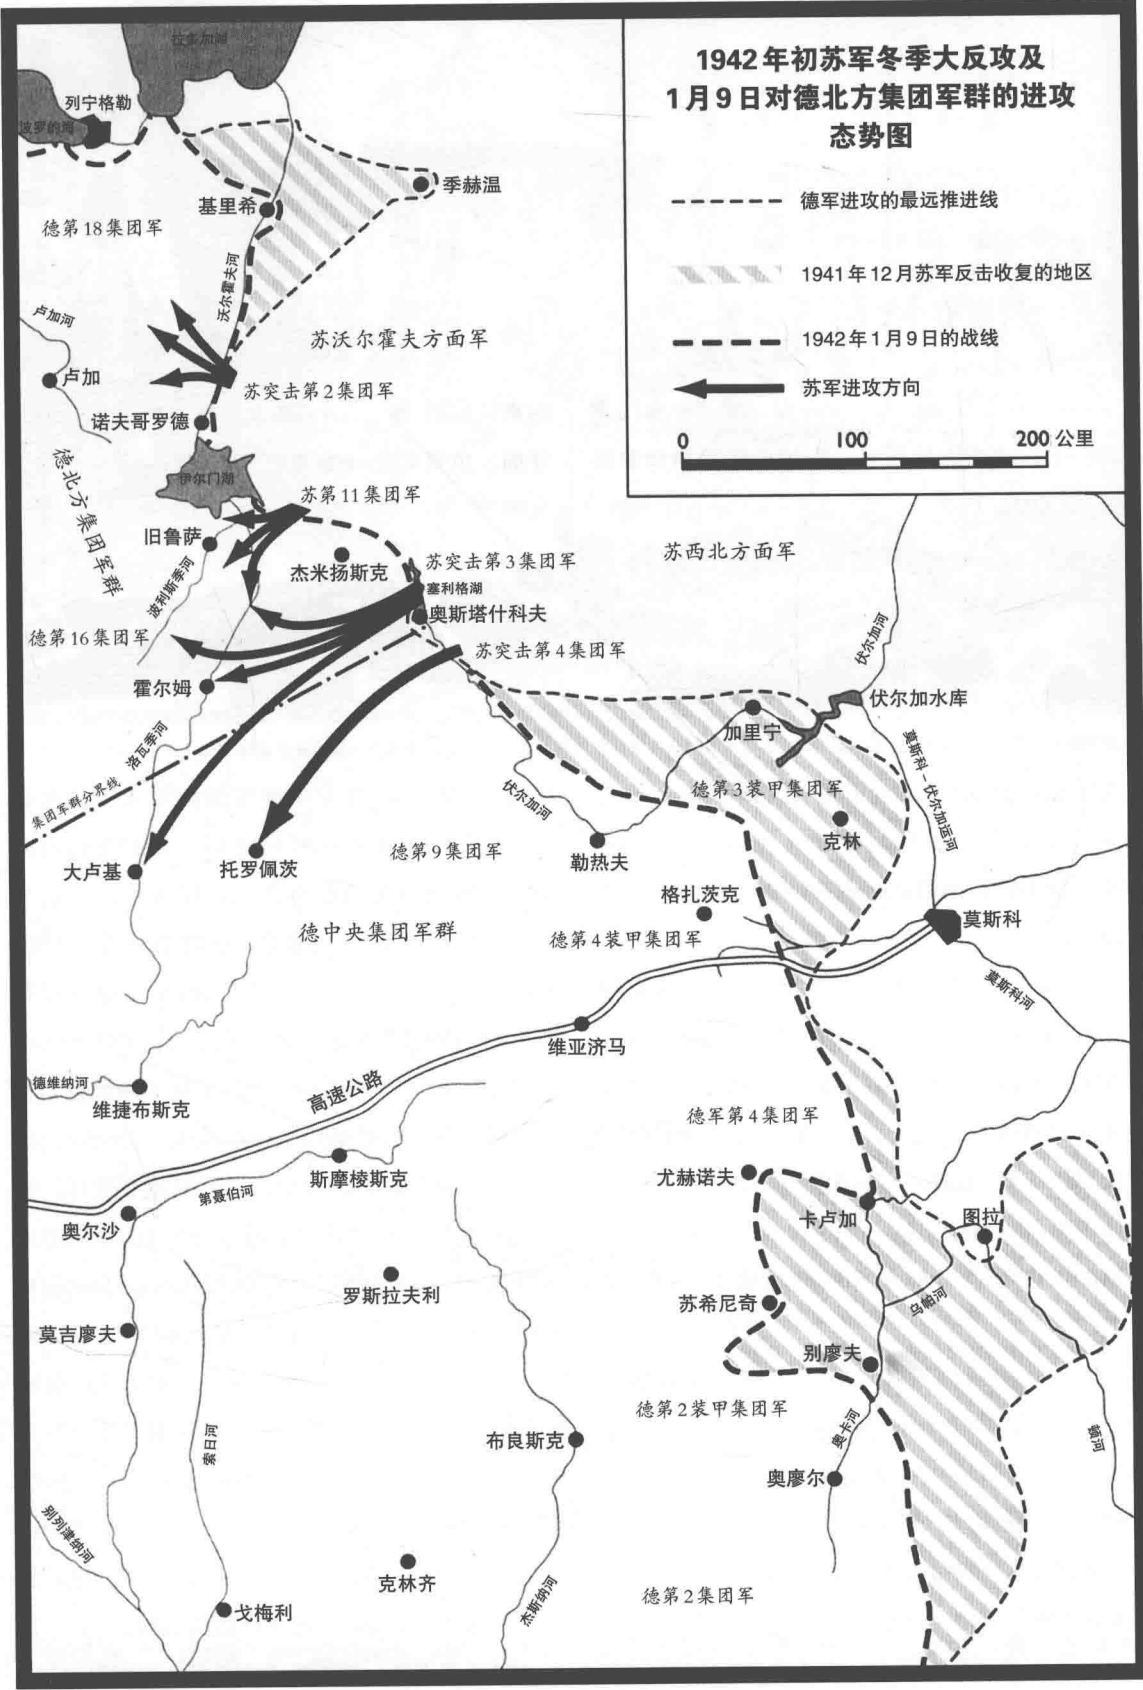 1942年初苏军冬季大反攻及
1月9日对德北方集团军群的进攻
态势图
德军进攻的最远推进线
1941年12月苏军反击收复的地区
1942年1月9日的战线
苏军进攻方向
0 100 200 公里
拉多加湖
列宁格勒
波罗的海
季赫温
基里希
德第18集团军
沃尔霍夫河
卢加河
苏沃尔霍夫方面军
卢加
苏突击第2集团军
诺夫哥罗德
德北方集团军群
伊尔门湖
苏第11集团军
旧鲁萨
苏西北方面军
杰米扬斯克
苏突击第3集团军
塞利格湖
波利斯季河
奥斯塔什科夫
德第16集团军
苏突击第4集团军
伏尔加河
霍尔姆
伏尔加水库
洛瓦季河
加里宁
莫斯科-伏尔加运河
集团军群分界线
伏尔加河
德第3装甲集团军
克林
大卢基
托罗佩茨
德第9集团军
勒热夫
格扎茨克
莫斯科
德中央集团军群
德第4装甲集团军
莫斯科河
维亚济马
德维纳河
维捷布斯克
高速公路
德军第4集团军
斯摩棱斯克
尤赫诺夫
第聂伯河
卡卢加
图拉
奥尔沙
罗斯拉夫利
苏希尼奇
乌帕河
莫吉廖夫
别廖夫
德第2装甲集团军
奥卡河
顿河
索日河
布良斯克
奥廖尔
别列津纳河
克林齐
杰斯纳河
德第2集团军
戈梅利